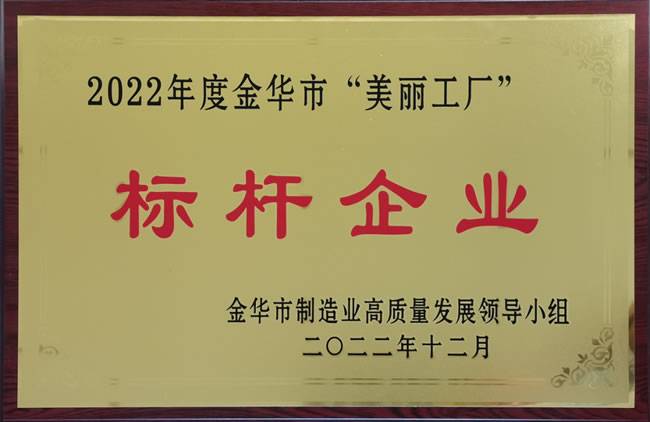 2022年度金华市“美丽工厂”
标杆企业
金华市制造业高质量发展领导小组
二〇二二年十二月